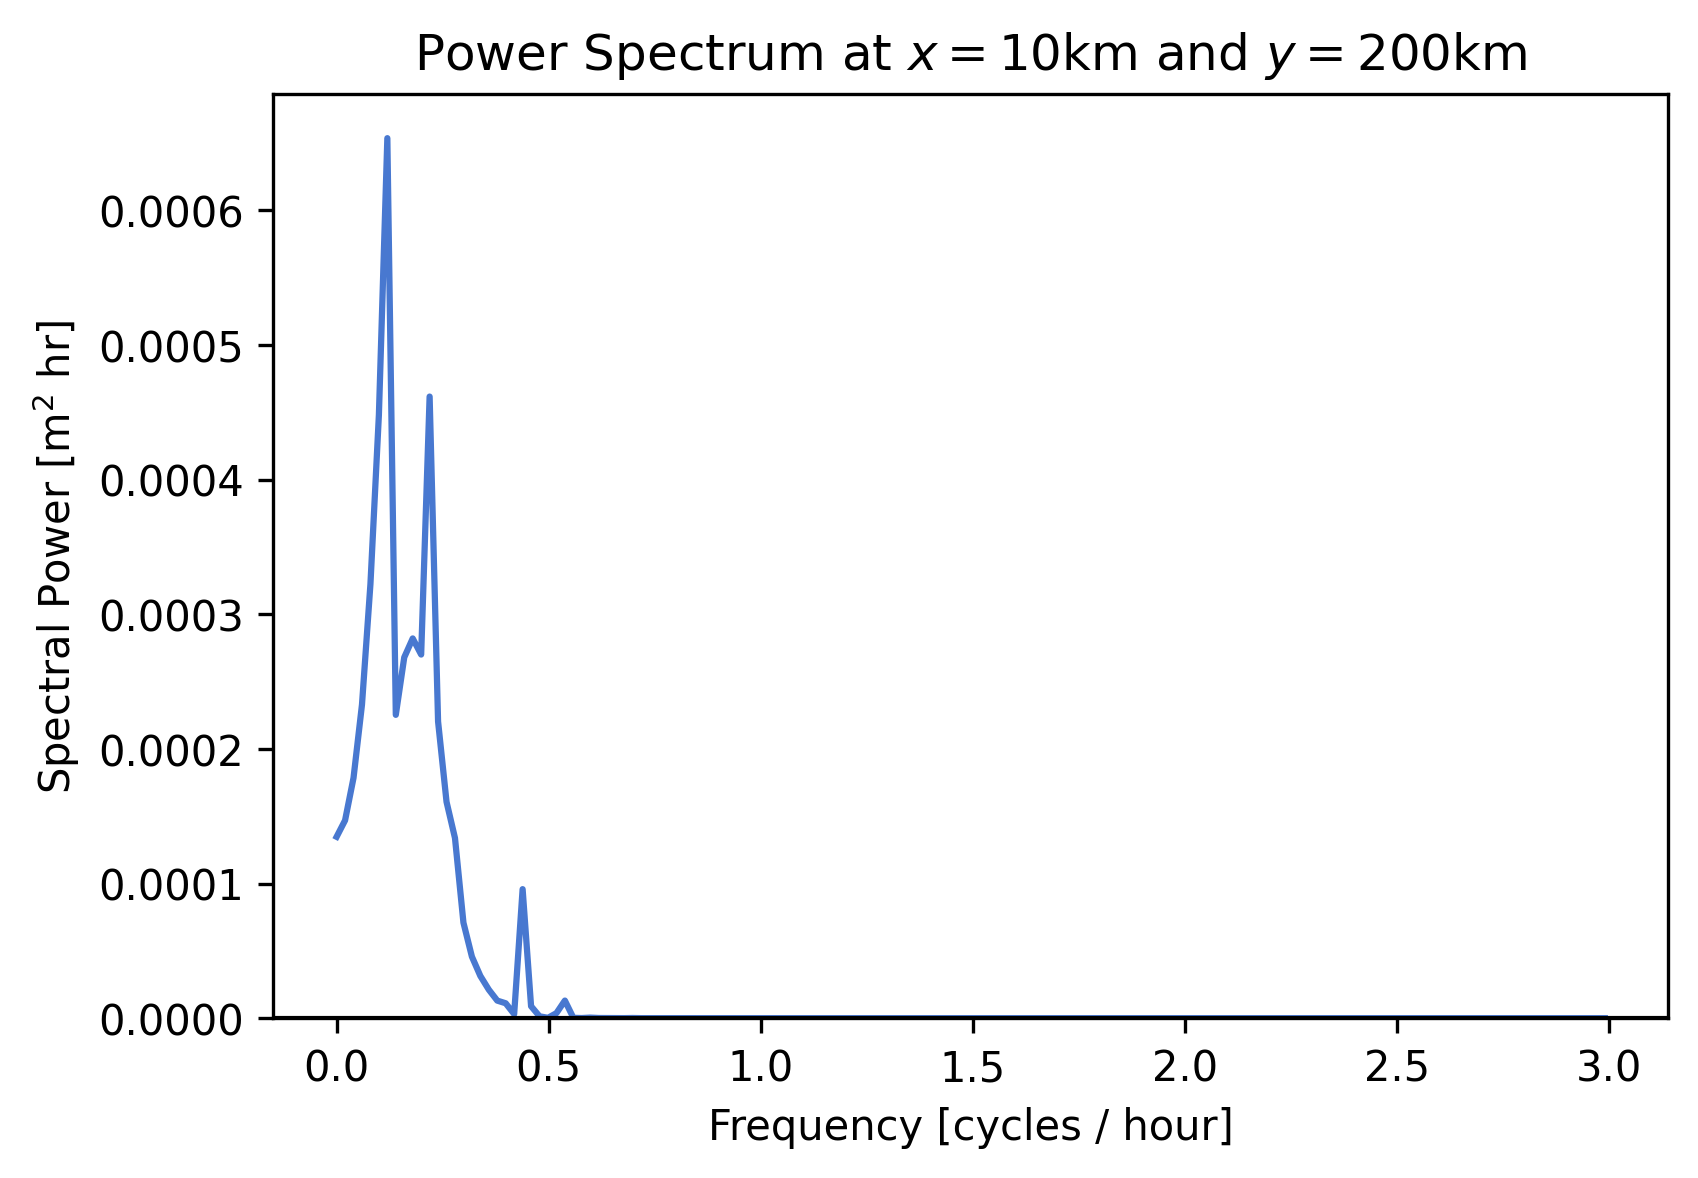 Power Spectrum at x = 10km and y = 200km
0.0006
0.0005
0.0004
0.0003
0.0002
0.0001
0.0000
Spectral Power [m² hr]
0.0 0.5 1.0 1.5 2.0 2.5 3.0
Frequency [cycles / hour]